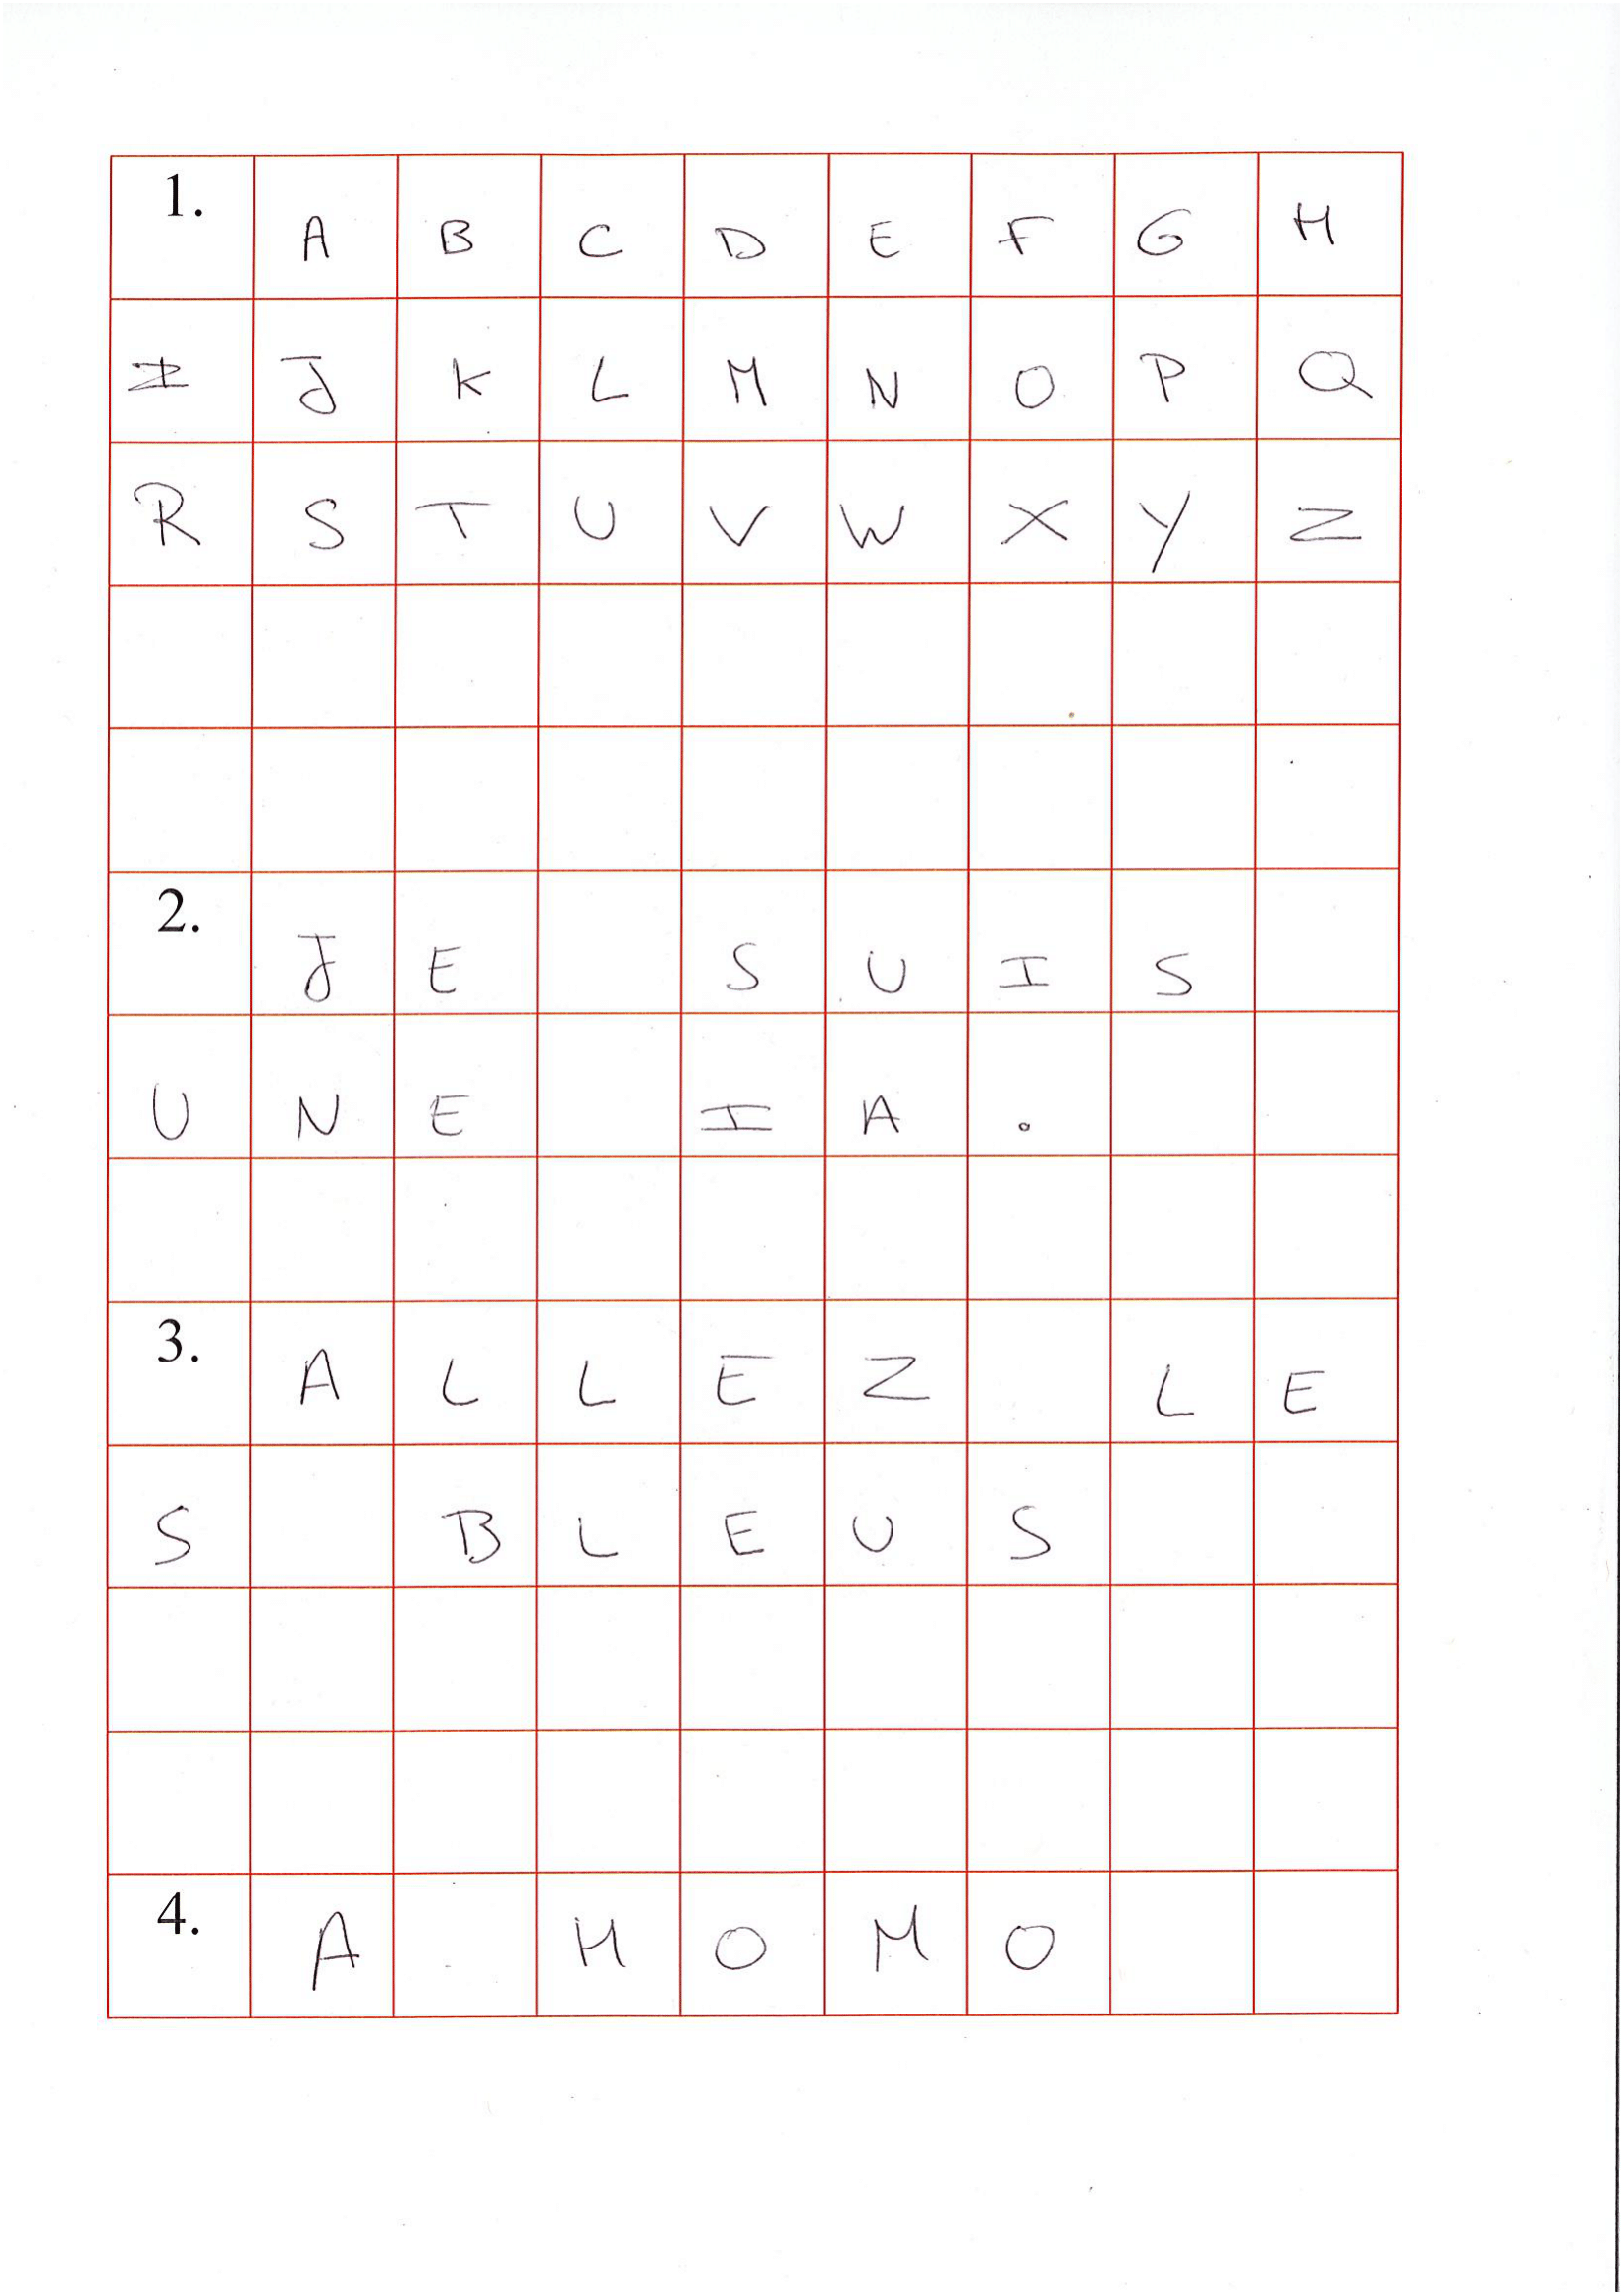 1. A B C D E F G H
I J K L M N O P Q
R S T U V W X Y Z
2. J E   S U I S
U N E   I A .
3. A L L E Z   L E
S   B L E U S
4. A   H O M O